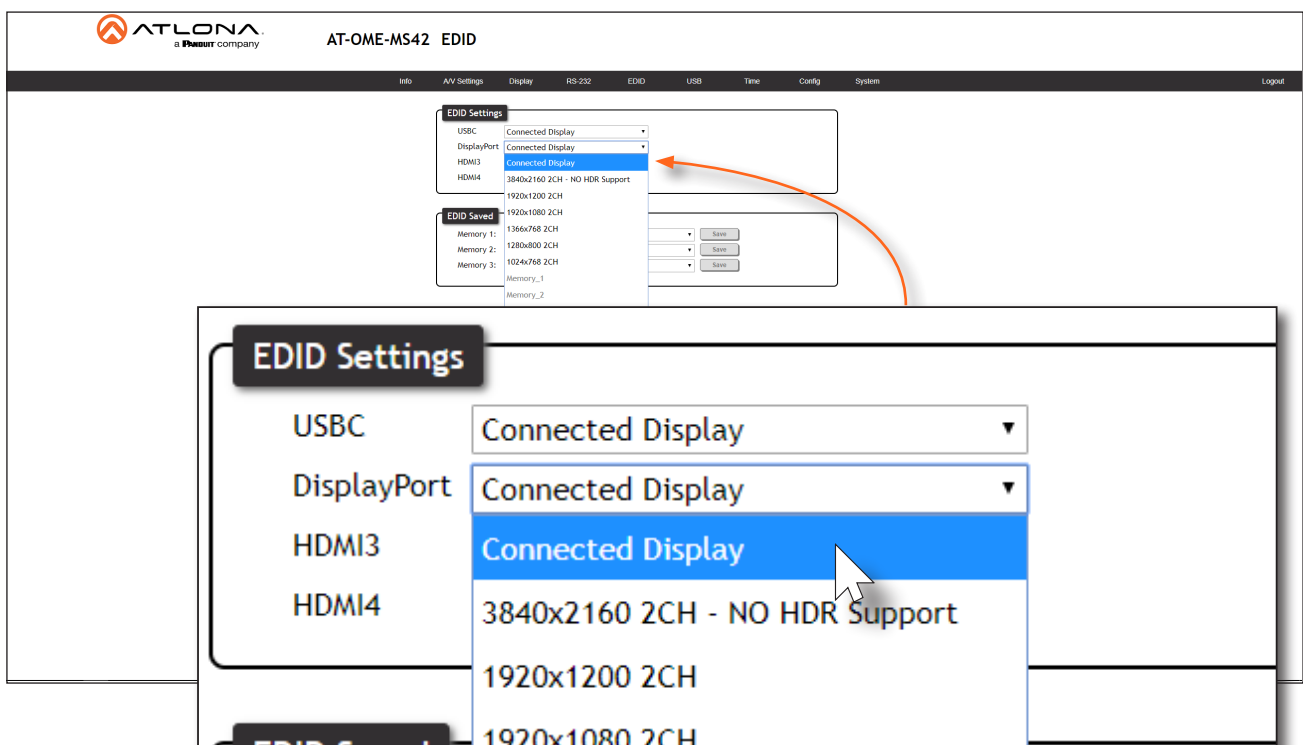 ATLONA.
a PANDUIT company
AT-OME-MS42 EDID
Info A/V Settings Display RS-232 EDID USB Time Config System Logout
EDID Settings
USBC Connected Display
DisplayPort Connected Display
HDMI3 Connected Display
HDMI4 3840x2160 2CH - NO HDR Support
1920x1200 2CH
EDID Saved 1920x1080 2CH
Memory 1: 1366x768 2CH Save
Memory 2: 1280x800 2CH Save
Memory 3: 1024x768 2CH Save
Memory_1
Memory_2
EDID Settings
USBC Connected Display
DisplayPort Connected Display
HDMI3 Connected Display
HDMI4 3840x2160 2CH - NO HDR Support
1920x1200 2CH
EDID Saved 1920x1080 2CH